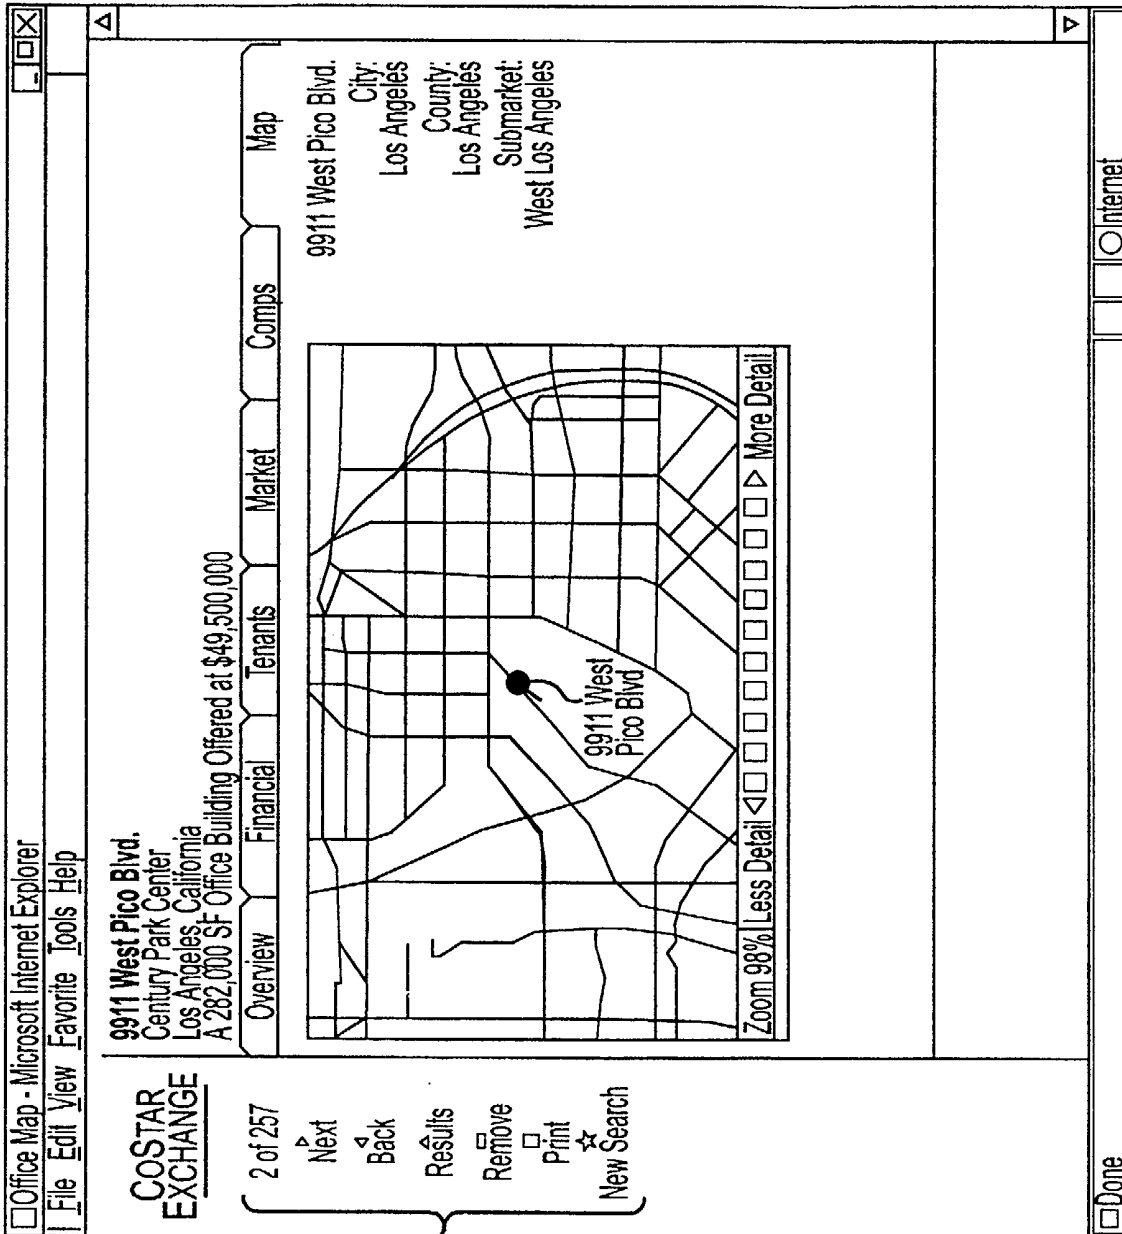 Office Map - Microsoft Internet Explorer
File Edit View Favorite Tools Help
COSTAR
EXCHANGE
2 of 257
Next
Back
Results
Remove
Print
New Search
9911 West Pico Blvd.
Century Park Center
Los Angeles, California
A 282,000 SF Office Building Offered at $49,500,000
Overview Financial Tenants Market Comps Map
9911 West
Pico Blvd
Zoom 98% Less Detail More Detail
9911 West Pico Blvd.
City:
Los Angeles
County:
Los Angeles
Submarket:
West Los Angeles
Done Internet